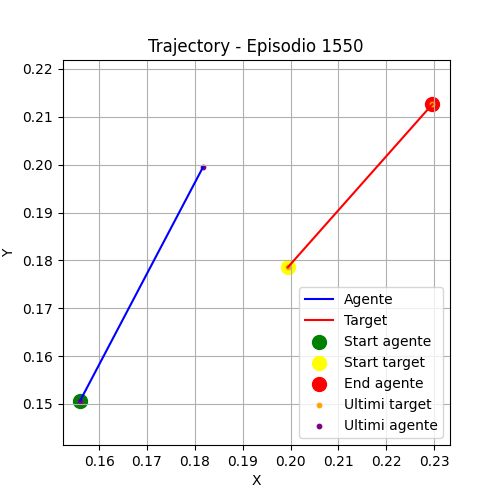 Trajectory - Episodio 1550
Y
0.22
0.21
0.20
0.19
0.18
0.17
0.16
0.15
Agente
Target
Start agente
Start target
End agente
Ultimi target
Ultimi agente
0.16 0.17 0.18 0.19 0.20 0.21 0.22 0.23
X